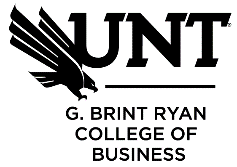 UNT
G. BRINT RYAN
COLLEGE OF
BUSINESS